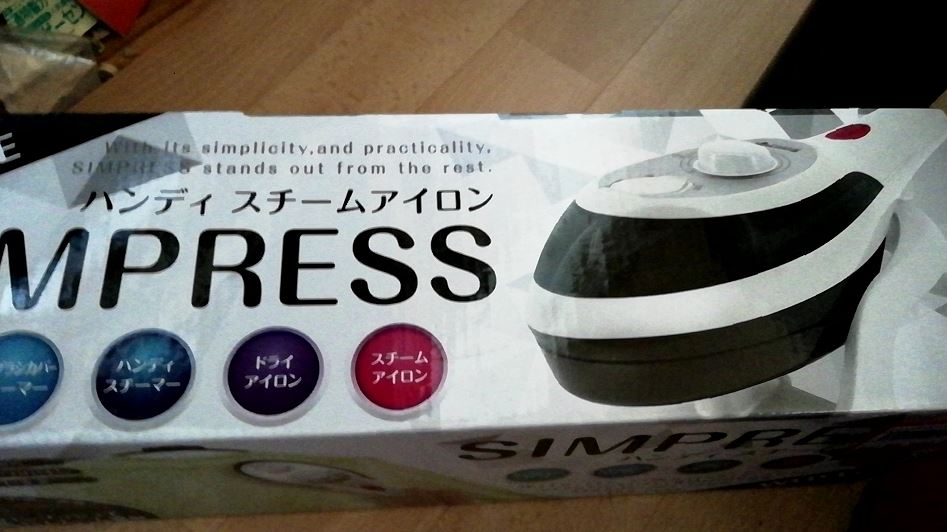 E
With its simplicity,and practicality,
SIMPRESS stands out from the rest.
ハンディ スチームアイロン
MPRESS
ハンディ
スチーマー
ドライ
アイロン
スチーム
アイロン
SIMPRE